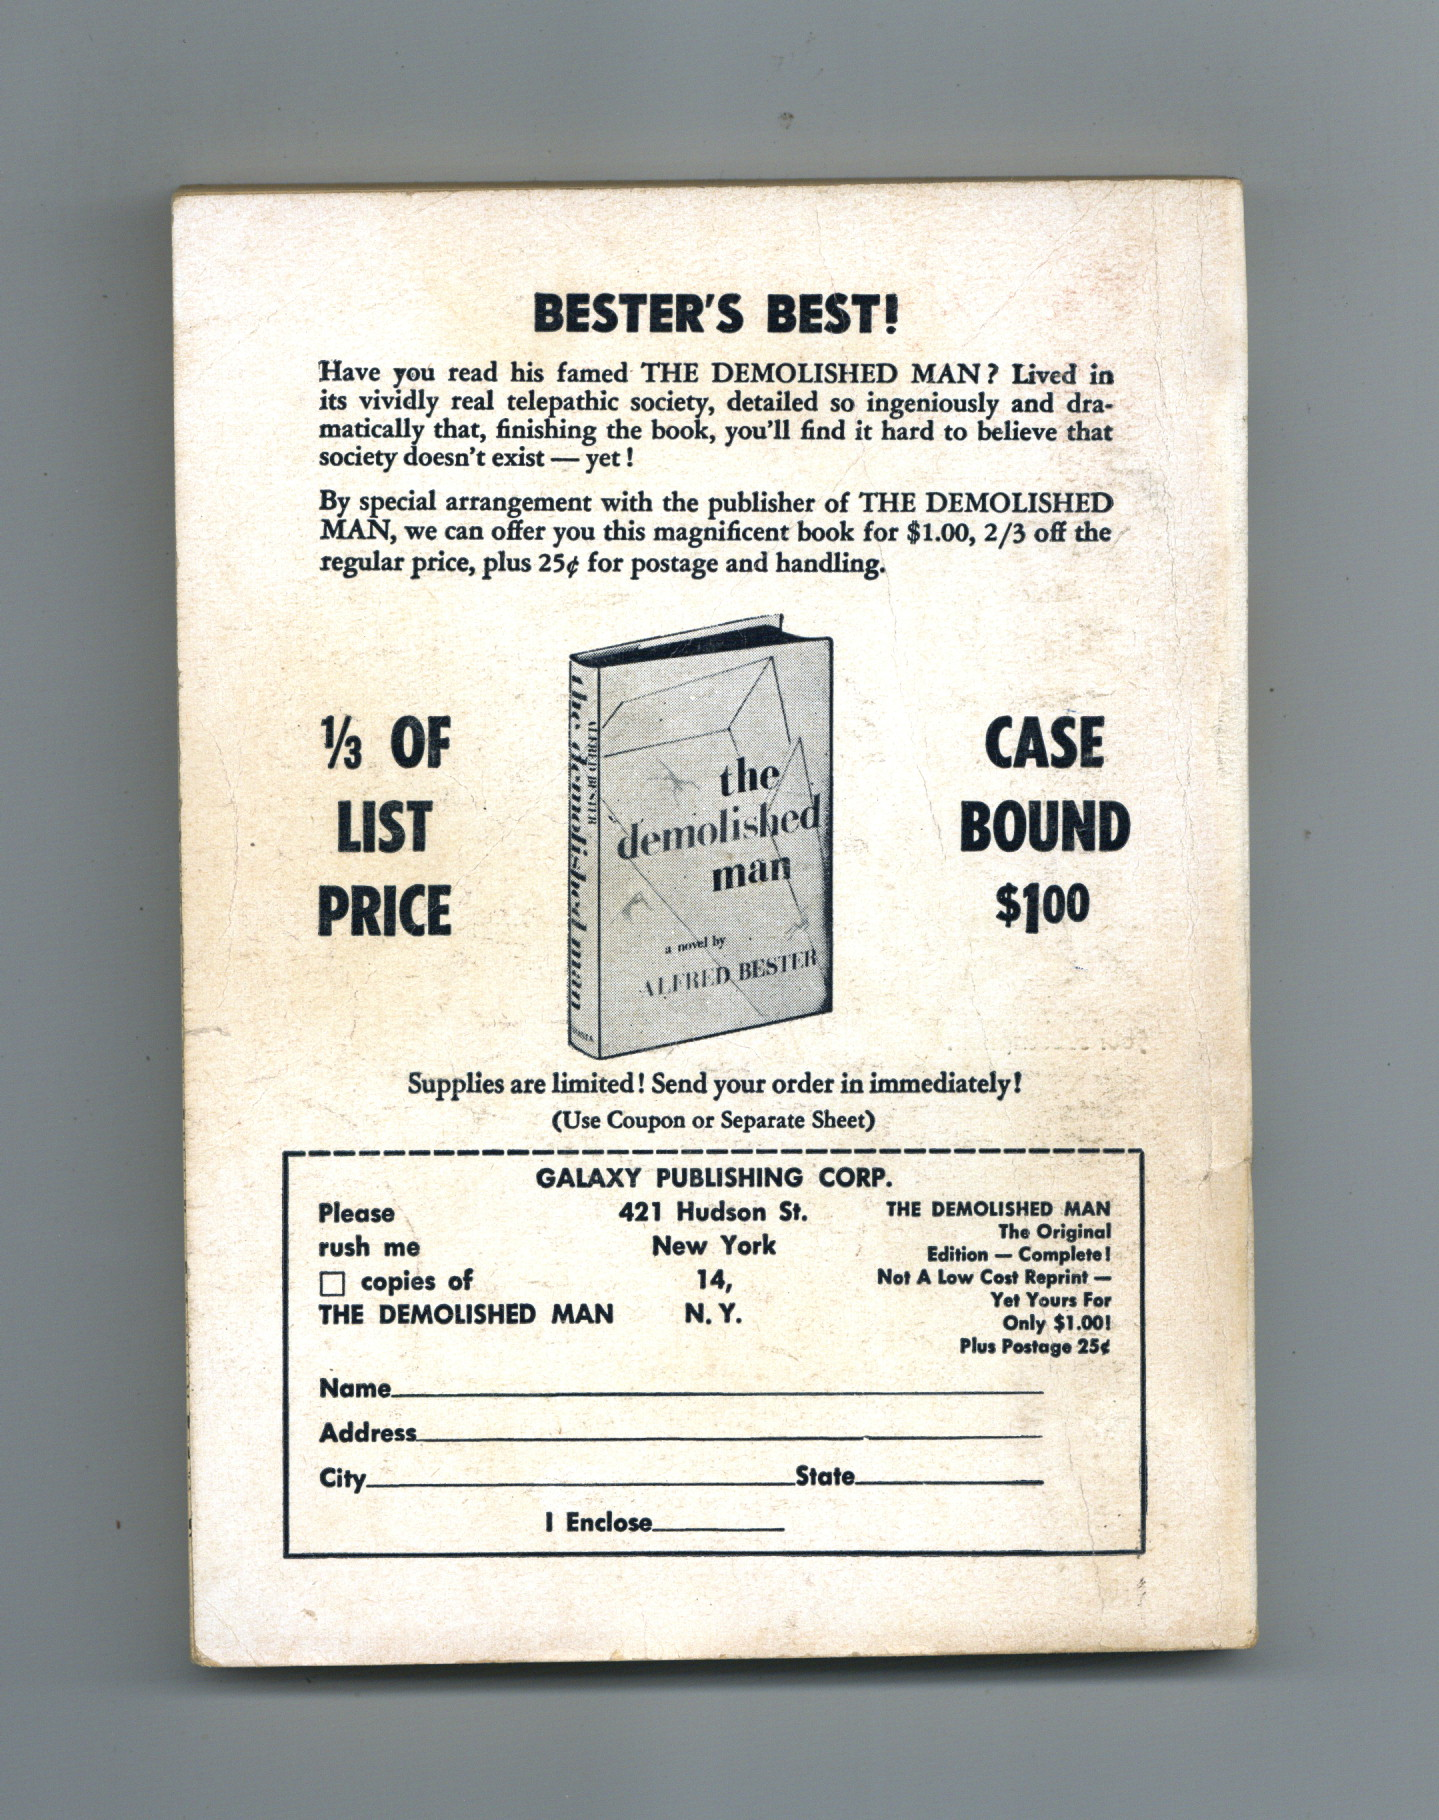 BESTER'S BEST!
Have you read his famed THE DEMOLISHED MAN? Lived in
its vividly real telepathic society, detailed so ingeniously and dra-
matically that, finishing the book, you'll find it hard to believe that
society doesn't exist — yet!
By special arrangement with the publisher of THE DEMOLISHED
MAN, we can offer you this magnificent book for $1.00, 2/3 off the
regular price, plus 25¢ for postage and handling.
1/3 OF
LIST
PRICE
the demolished man
ALFRED BESTER
the
demolished
man
a novel by
ALFRED BESTER
CASE
BOUND
$100
Supplies are limited! Send your order in immediately!
(Use Coupon or Separate Sheet)
GALAXY PUBLISHING CORP.
Please
rush me
copies of
THE DEMOLISHED MAN
421 Hudson St.
New York
14,
N. Y.
THE DEMOLISHED MAN
The Original
Edition — Complete!
Not A Low Cost Reprint —
Yet Yours For
Only $1.00!
Plus Postage 25¢
Name
Address
City State
I Enclose